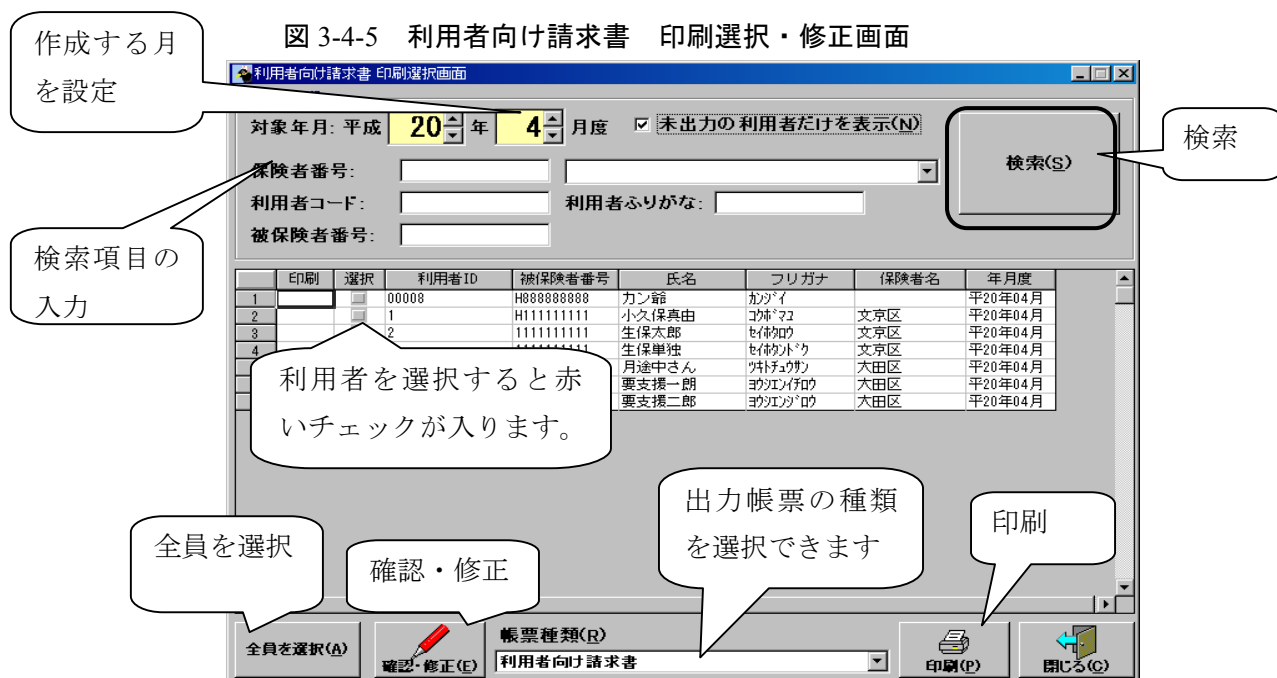 図 3-4-5 利用者向け請求書 印刷選択・修正画面
作成する月
を設定
利用者向け請求書 印刷選択画面
対象年月: 平成 20 年 4 月度 未出力の利用者だけを表示(N)
検索(S)
検索
保険者番号:
利用者コード: 利用者ふりがな:
被保険者番号:
検索項目の
入力
印刷 選択 利用者ID 被保険者番号 氏名 フリガナ 保険者名 年月度
1 00008 H888888888 カン爺 カンジイ 平20年04月
2 1 H111111111 小久保真由 コクボマユ 文京区 平20年04月
3 2 1111111111 生保太郎 セイホタロウ 文京区 平20年04月
4 生保単独 セイホタンドク 文京区 平20年04月
月途中さん ツキトチュウサン 大田区 平20年04月
要支援一朗 ヨウシエンイチロウ 大田区 平20年04月
要支援二郎 ヨウシエンジロウ 大田区 平20年04月
利用者を選択すると赤
いチェックが入ります。
出力帳票の種類
を選択できます
印刷
全員を選択
確認・修正
全員を選択(A)
確認・修正(E)
帳票種類(R)
利用者向け請求書
印刷(P)
閉じる(C)